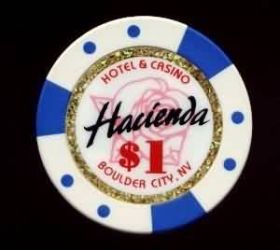 HOTEL & CASINO
Hacienda
$1
BOULDER CITY, NV